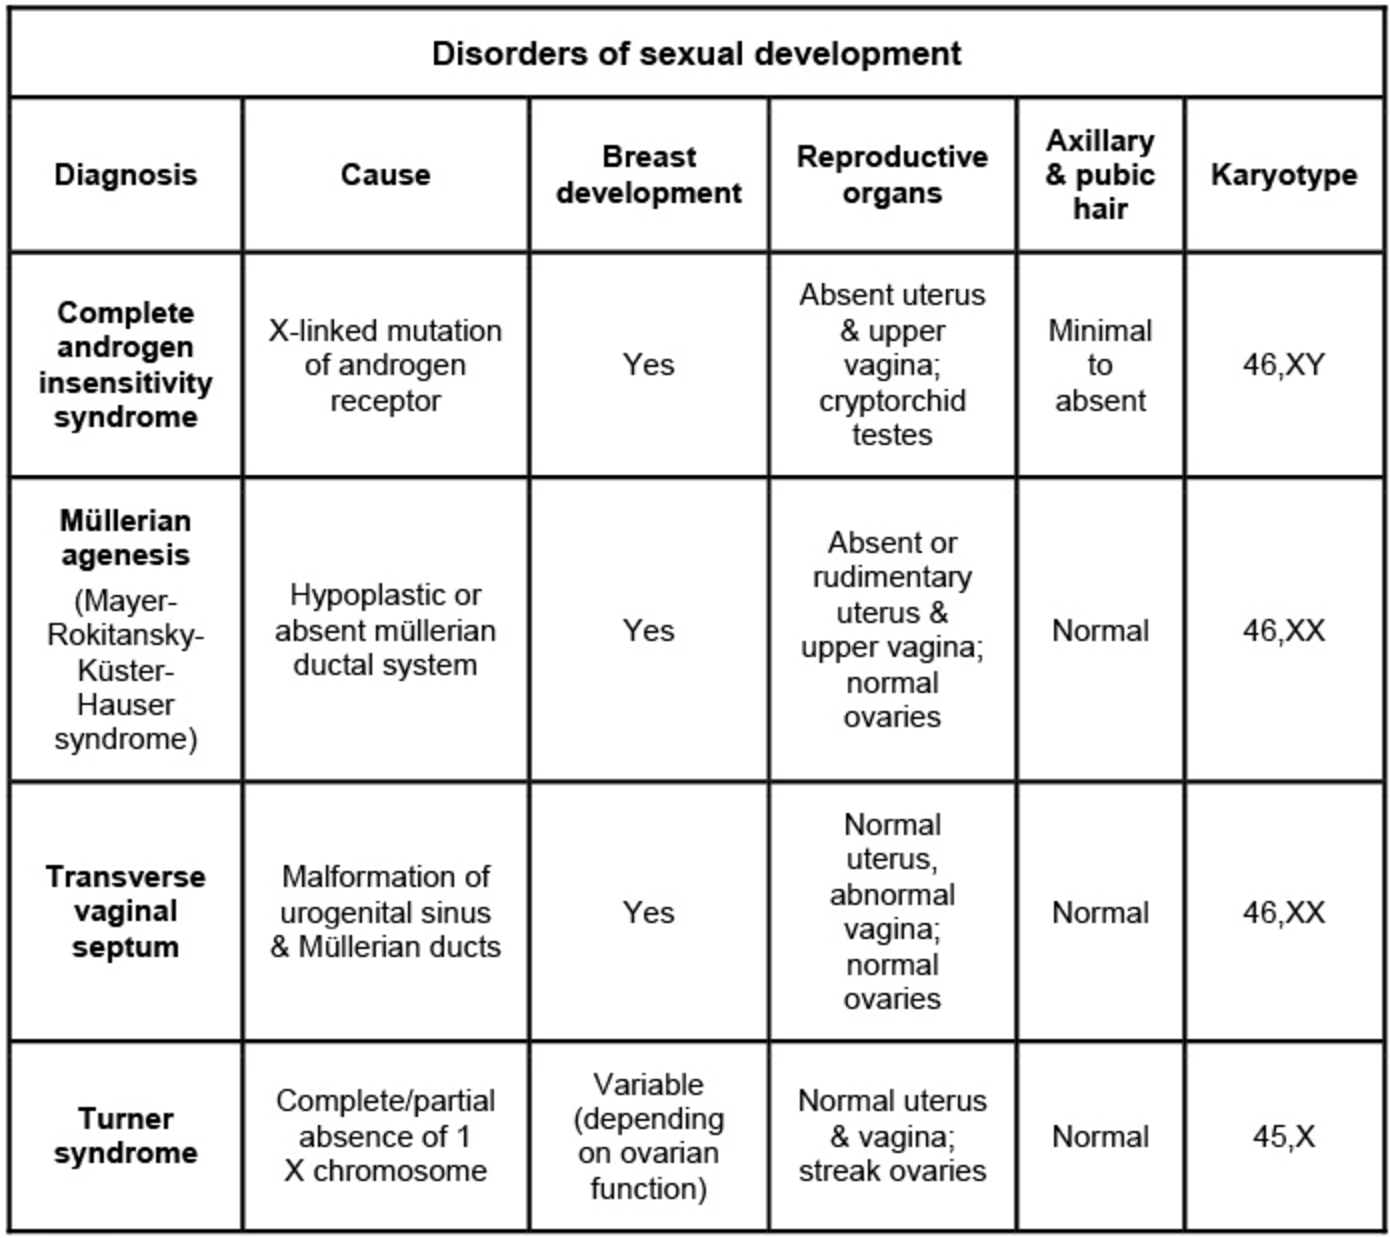 Disorders of sexual development
Diagnosis
Cause
Breast
development
Reproductive
organs
Axillary
& pubic
hair
Karyotype
Complete
androgen
insensitivity
syndrome
X-linked mutation
of androgen
receptor
Yes
Absent uterus
& upper
vagina;
cryptorchid
testes
Minimal
to
absent
46,XY
Müllerian
agenesis
(Mayer-
Rokitansky-
Küster-
Hauser
syndrome)
Hypoplastic or
absent müllerian
ductal system
Yes
Absent or
rudimentary
uterus &
upper vagina;
normal
ovaries
Normal
46,XX
Transverse
vaginal
septum
Malformation of
urogenital sinus
& Müllerian ducts
Yes
Normal
uterus,
abnormal
vagina;
normal
ovaries
Normal
46,XX
Turner
syndrome
Complete/partial
absence of 1
X chromosome
Variable
(depending
on ovarian
function)
Normal uterus
& vagina;
streak ovaries
Normal
45,X